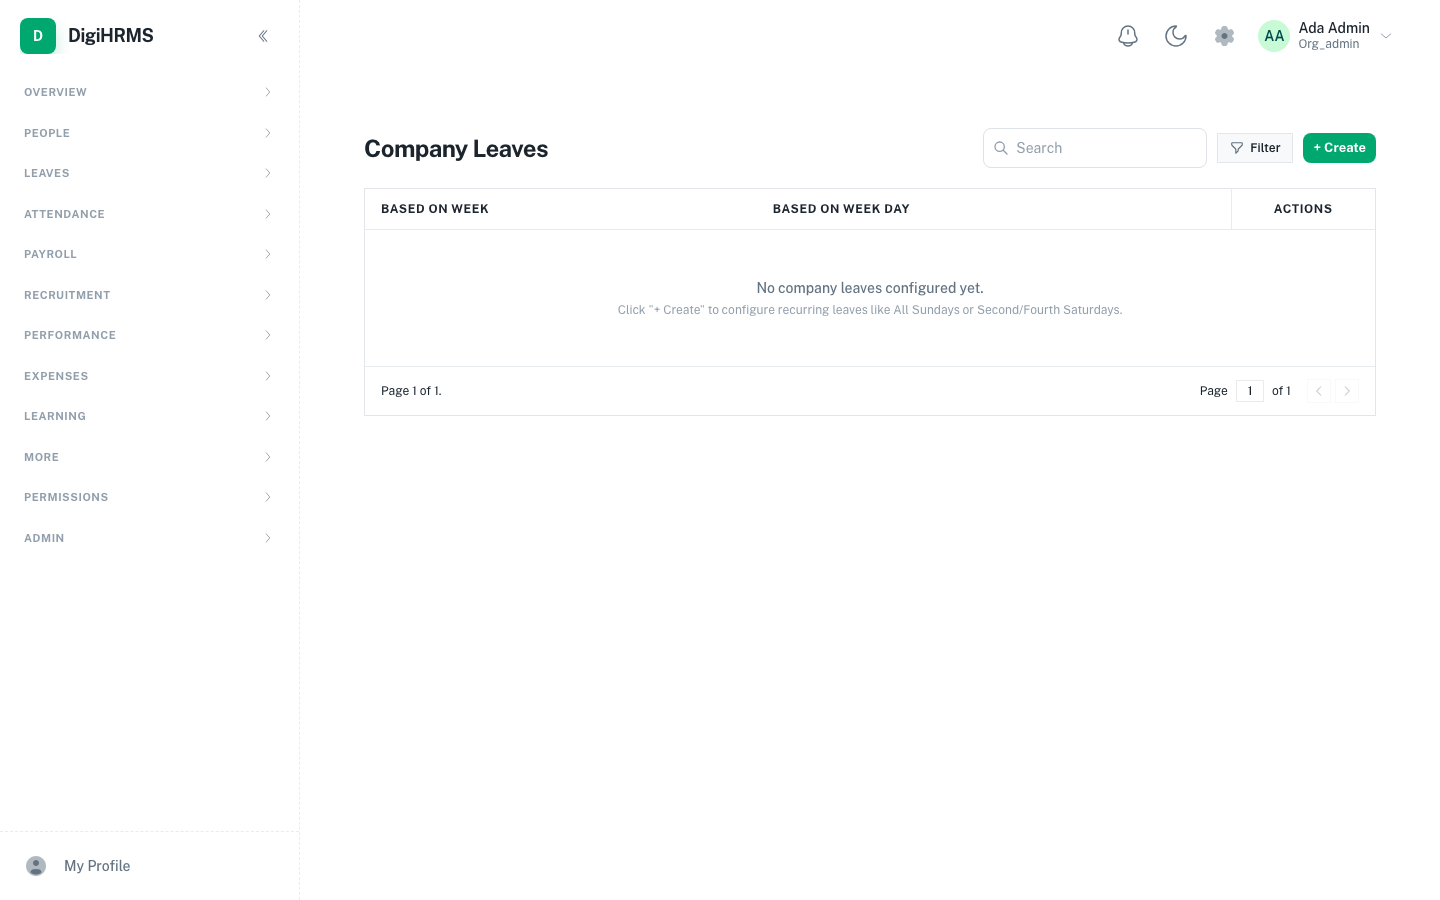 D
DigiHRMS
OVERVIEW
PEOPLE
LEAVES
ATTENDANCE
PAYROLL
RECRUITMENT
PERFORMANCE
EXPENSES
LEARNING
MORE
PERMISSIONS
ADMIN
My Profile
AA
Ada Admin
Org_admin
Company Leaves
Search
Filter
+ Create
BASED ON WEEK
BASED ON WEEK DAY
ACTIONS
No company leaves configured yet.
Click "+ Create" to configure recurring leaves like All Sundays or Second/Fourth Saturdays.
Page 1 of 1.
Page 1 of 1